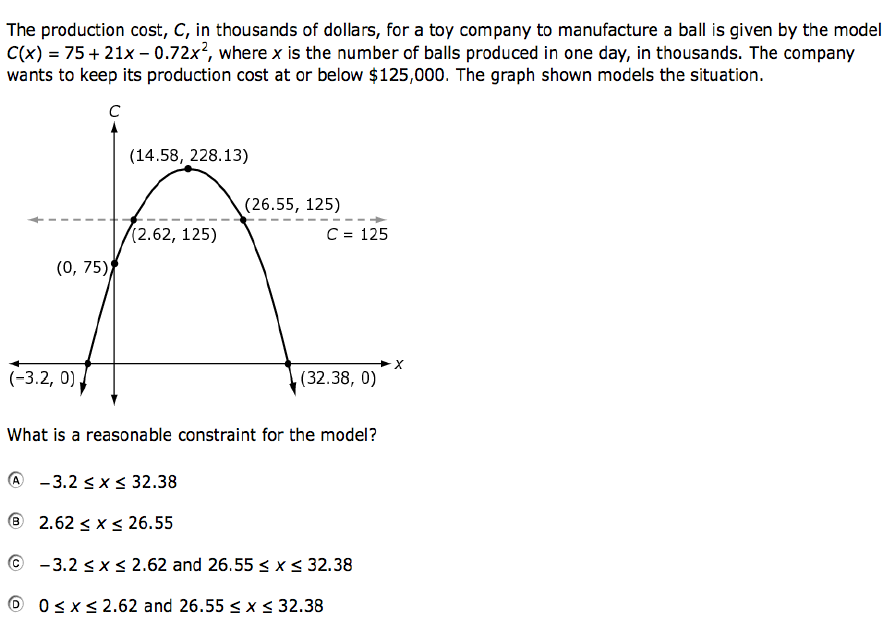 The production cost, C, in thousands of dollars, for a toy company to manufacture a ball is given by the model
C(x) = 75 + 21x – 0.72x², where x is the number of balls produced in one day, in thousands. The company
wants to keep its production cost at or below $125,000. The graph shown models the situation.
C
(14.58, 228.13)
(26.55, 125)
(2.62, 125)
C = 125
(0, 75)
x
(−3.2, 0)
(32.38, 0)
What is a reasonable constraint for the model?
A −3.2 ≤ x ≤ 32.38
B 2.62 ≤ x ≤ 26.55
C −3.2 ≤ x ≤ 2.62 and 26.55 ≤ x ≤ 32.38
D 0 ≤ x ≤ 2.62 and 26.55 ≤ x ≤ 32.38